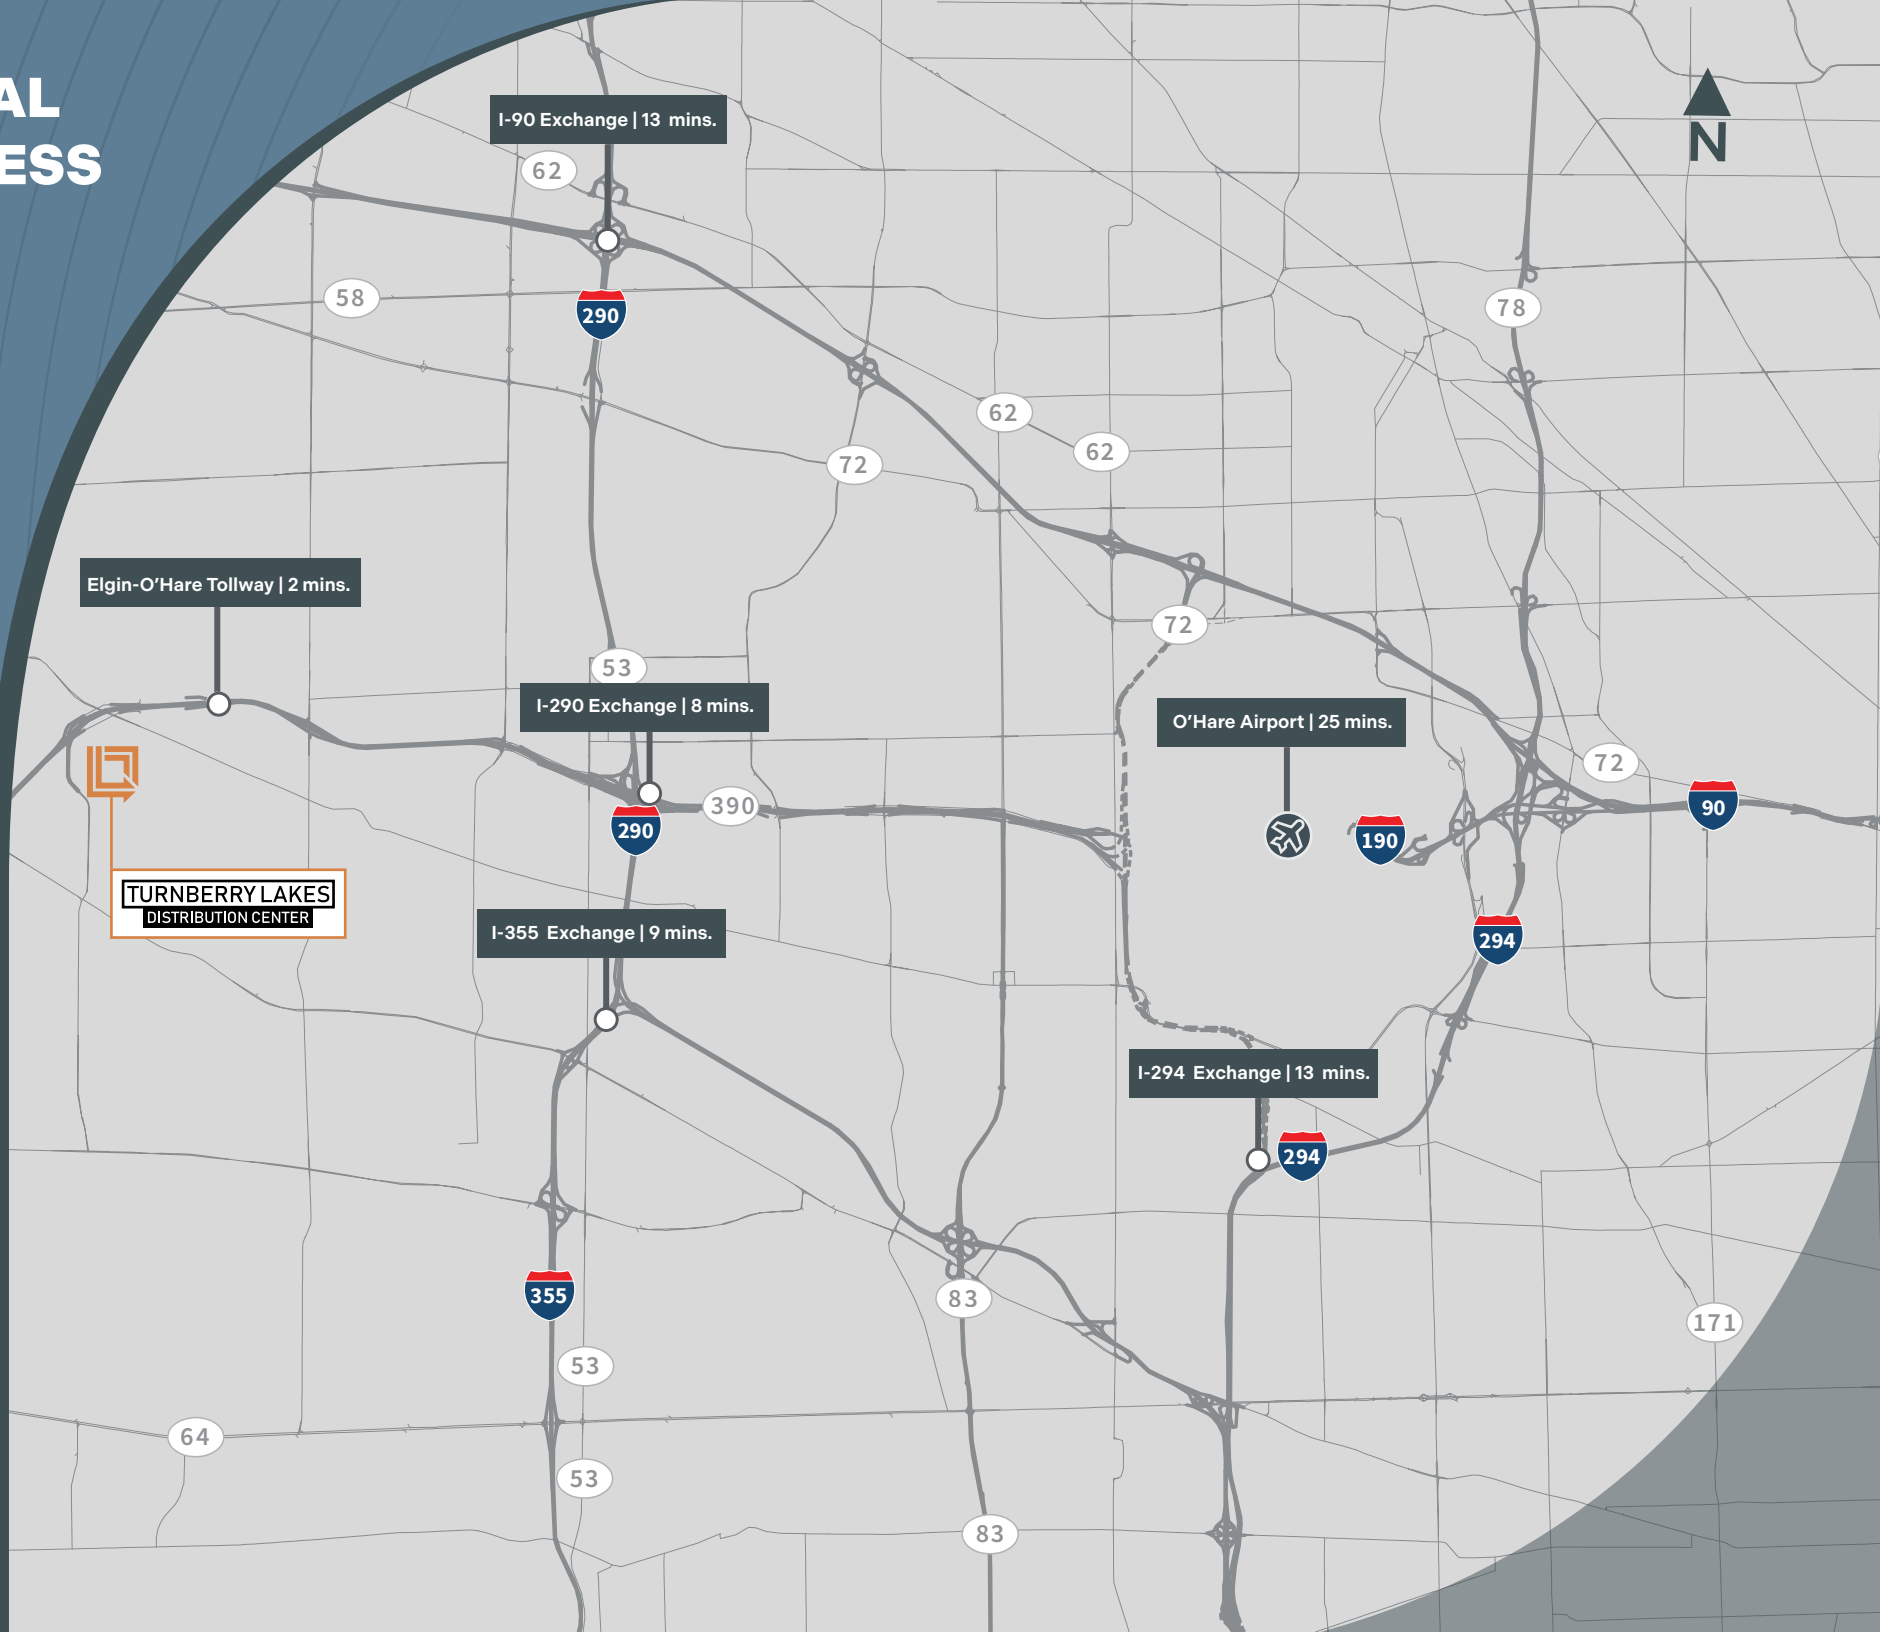 AL
ESS
N
I-90 Exchange | 13 mins.
62
58
290
78
62
62
72
Elgin-O'Hare Tollway | 2 mins.
72
53
I-290 Exchange | 8 mins.
O'Hare Airport | 25 mins.
72
390
90
290
190
TURNBERRY LAKES
DISTRIBUTION CENTER
I-355 Exchange | 9 mins.
294
I-294 Exchange | 13 mins.
294
355
83
171
53
64
53
83